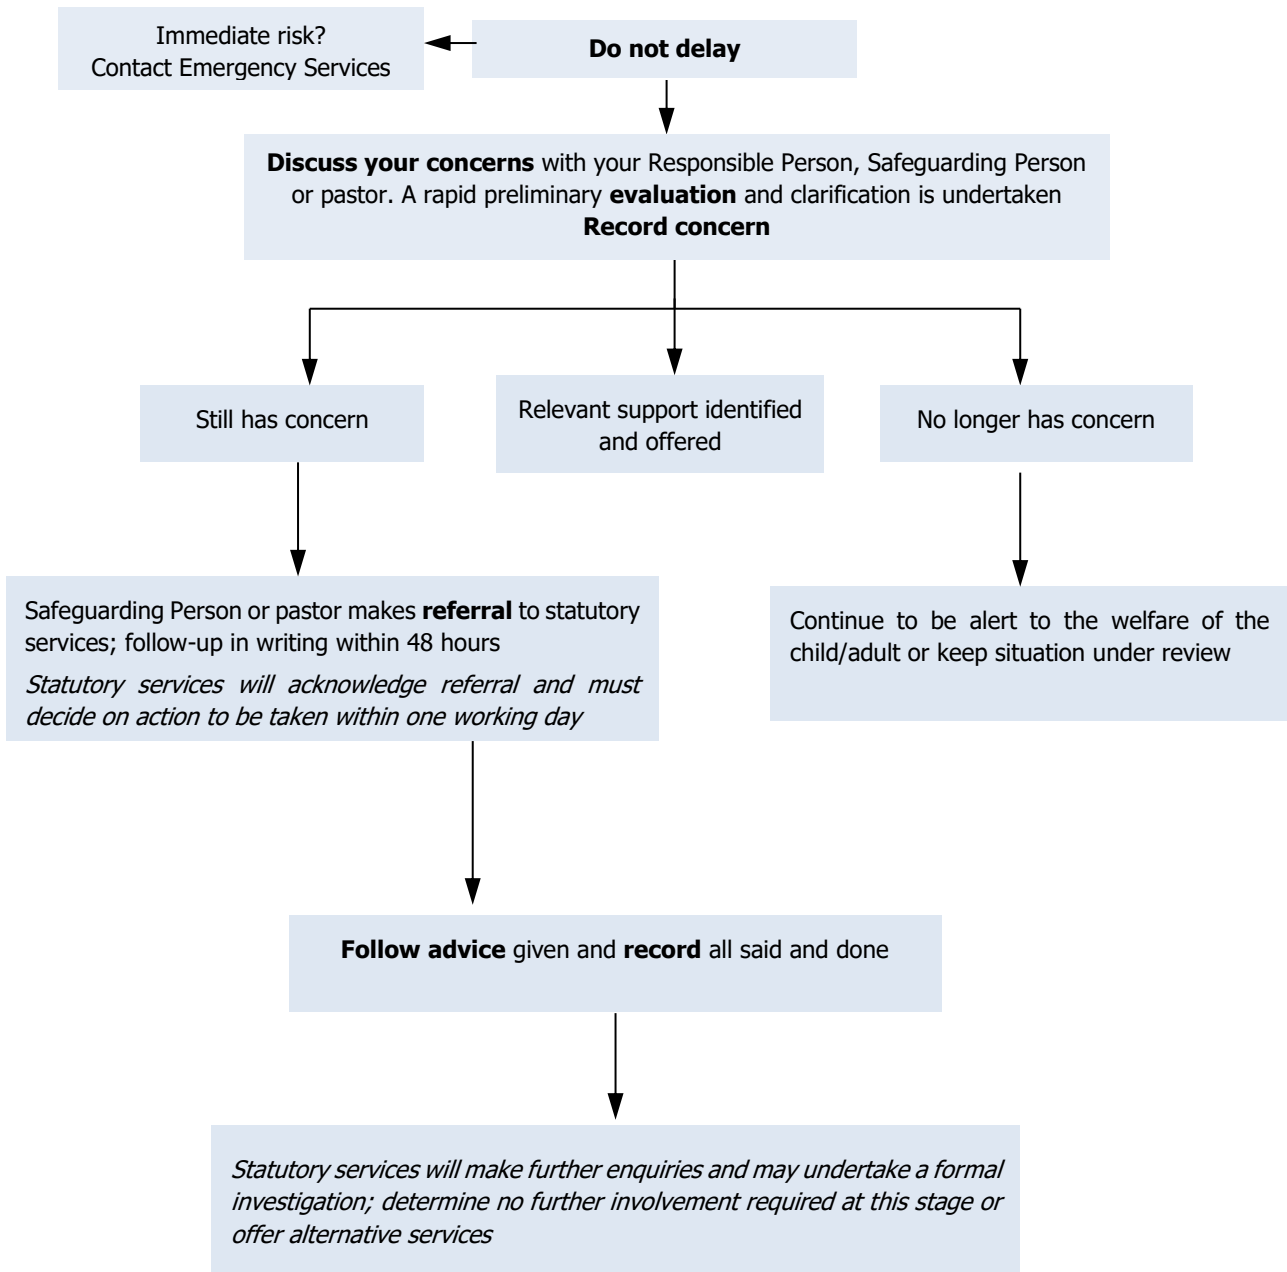 Immediate risk?
Contact Emergency Services
Do not delay
Discuss your concerns with your Responsible Person, Safeguarding Person
or pastor. A rapid preliminary evaluation and clarification is undertaken
Record concern
Still has concern
Relevant support identified
and offered
No longer has concern
Safeguarding Person or pastor makes referral to statutory
services; follow-up in writing within 48 hours
Statutory services will acknowledge referral and must
decide on action to be taken within one working day
Continue to be alert to the welfare of the
child/adult or keep situation under review
Follow advice given and record all said and done
Statutory services will make further enquiries and may undertake a formal
investigation; determine no further involvement required at this stage or
offer alternative services